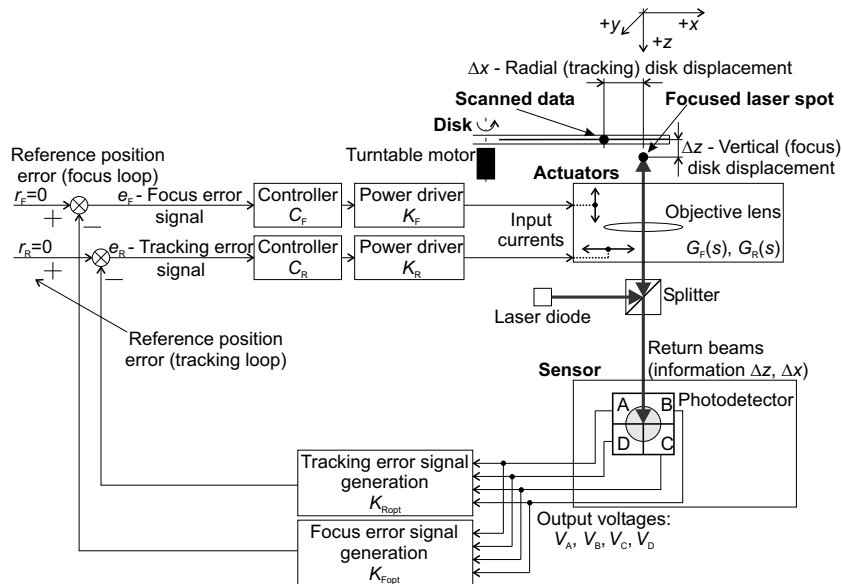 +y
+x
+z
Δx - Radial (tracking) disk displacement
Scanned data
Focused laser spot
Disk
Δz - Vertical (focus)
disk displacement
Turntable motor
Reference position
error (focus loop)
Actuators
r_F=0
+
−
e_F - Focus error
signal
Controller
C_F
Power driver
K_F
Input
currents
Objective lens
G_F(s), G_R(s)
r_R=0
+
−
e_R - Tracking error
signal
Controller
C_R
Power driver
K_R
Splitter
Laser diode
Reference position
error (tracking loop)
Return beams
(information Δz, Δx)
Sensor
Photodetector
A B
D C
Tracking error signal
generation
K_Ropt
Output voltages:
V_A, V_B, V_C, V_D
Focus error signal
generation
K_Fopt